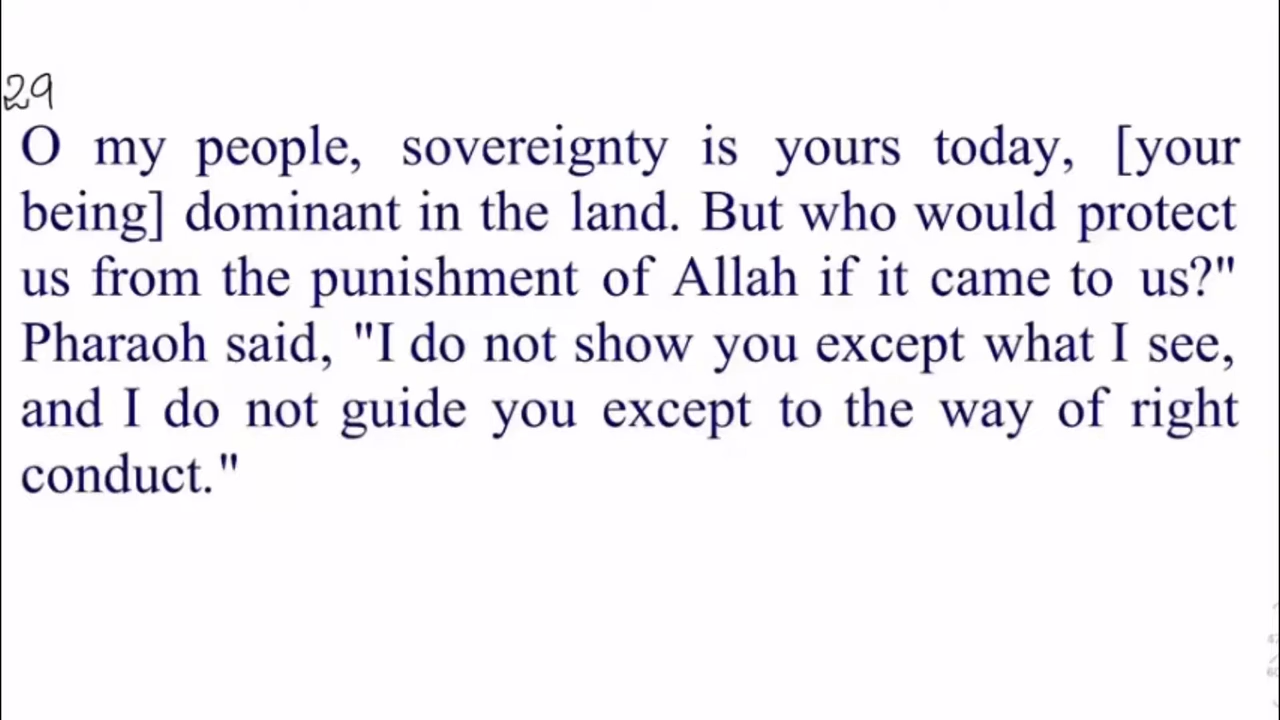 29
O my people, sovereignty is yours today, [your
being] dominant in the land. But who would protect
us from the punishment of Allah if it came to us?"
Pharaoh said, "I do not show you except what I see,
and I do not guide you except to the way of right
conduct."